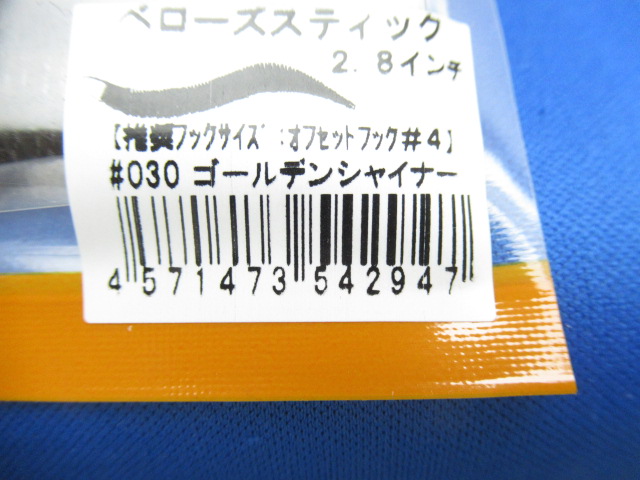 ベローズスティック
2.8インチ
【推奨フックサイズ:オフセットフック#4】
#030 ゴールデンシャイナー
4 571473 542947